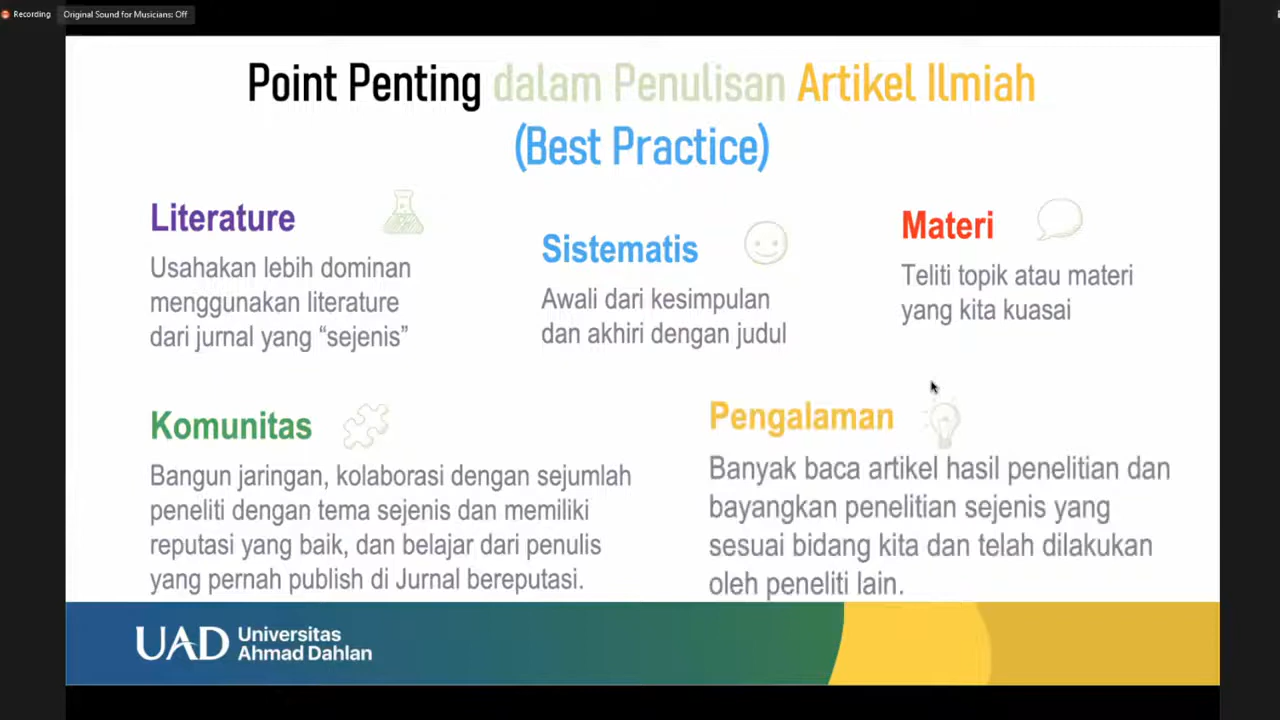 Recording
Original Sound for Musicians: Off
Point Penting dalam Penulisan Artikel Ilmiah
(Best Practice)
Literature
Usahakan lebih dominan
menggunakan literature
dari jurnal yang “sejenis”
Sistematis
Awali dari kesimpulan
dan akhiri dengan judul
Materi
Teliti topik atau materi
yang kita kuasai
Komunitas
Bangun jaringan, kolaborasi dengan sejumlah
peneliti dengan tema sejenis dan memiliki
reputasi yang baik, dan belajar dari penulis
yang pernah publish di Jurnal bereputasi.
Pengalaman
Banyak baca artikel hasil penelitian dan
bayangkan penelitian sejenis yang
sesuai bidang kita dan telah dilakukan
oleh peneliti lain.
UAD
Universitas
Ahmad Dahlan